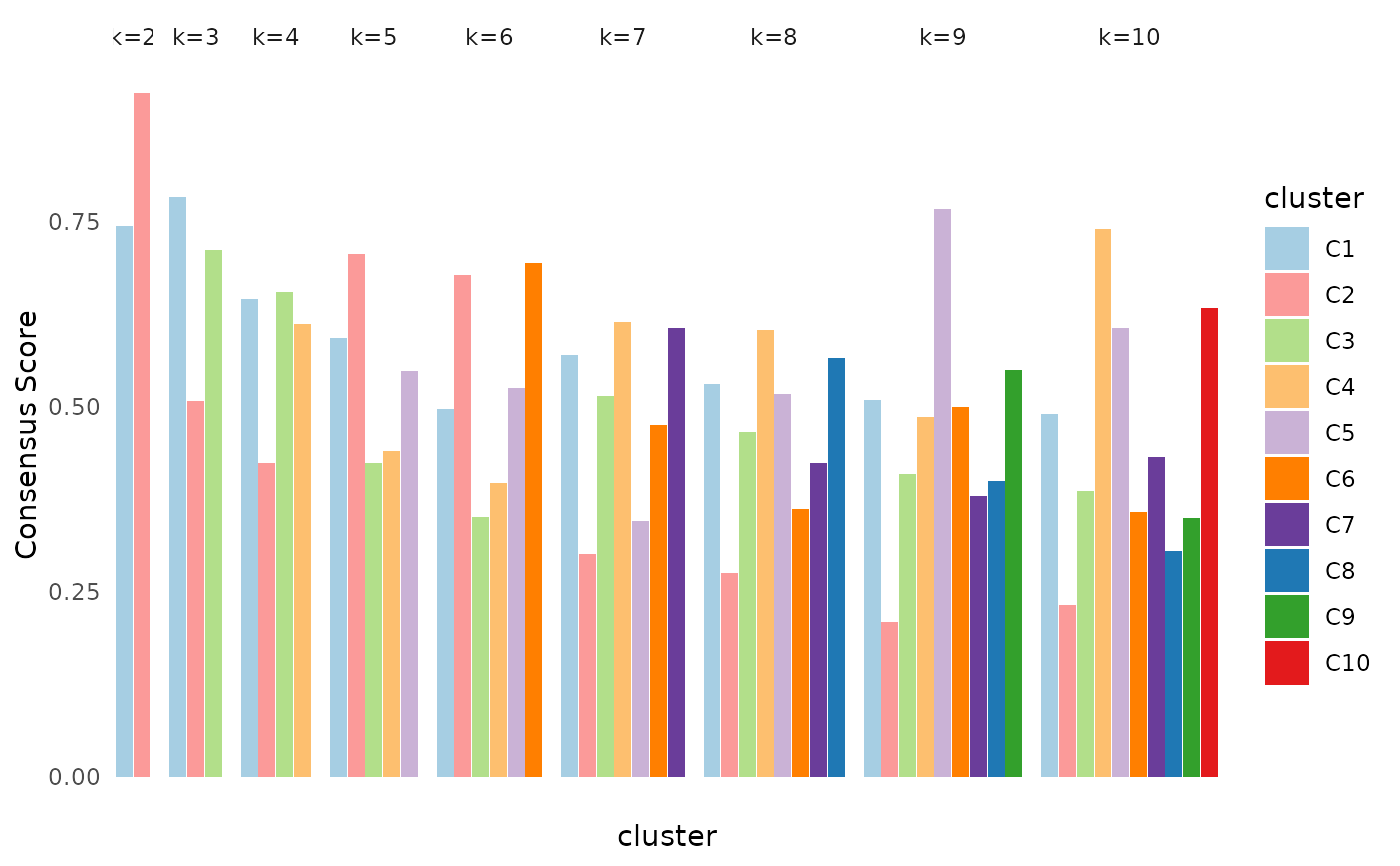 k=2 k=3 k=4 k=5 k=6 k=7 k=8 k=9 k=10
Consensus Score
0.75
0.50
0.25
0.00
cluster
cluster
C1
C2
C3
C4
C5
C6
C7
C8
C9
C10